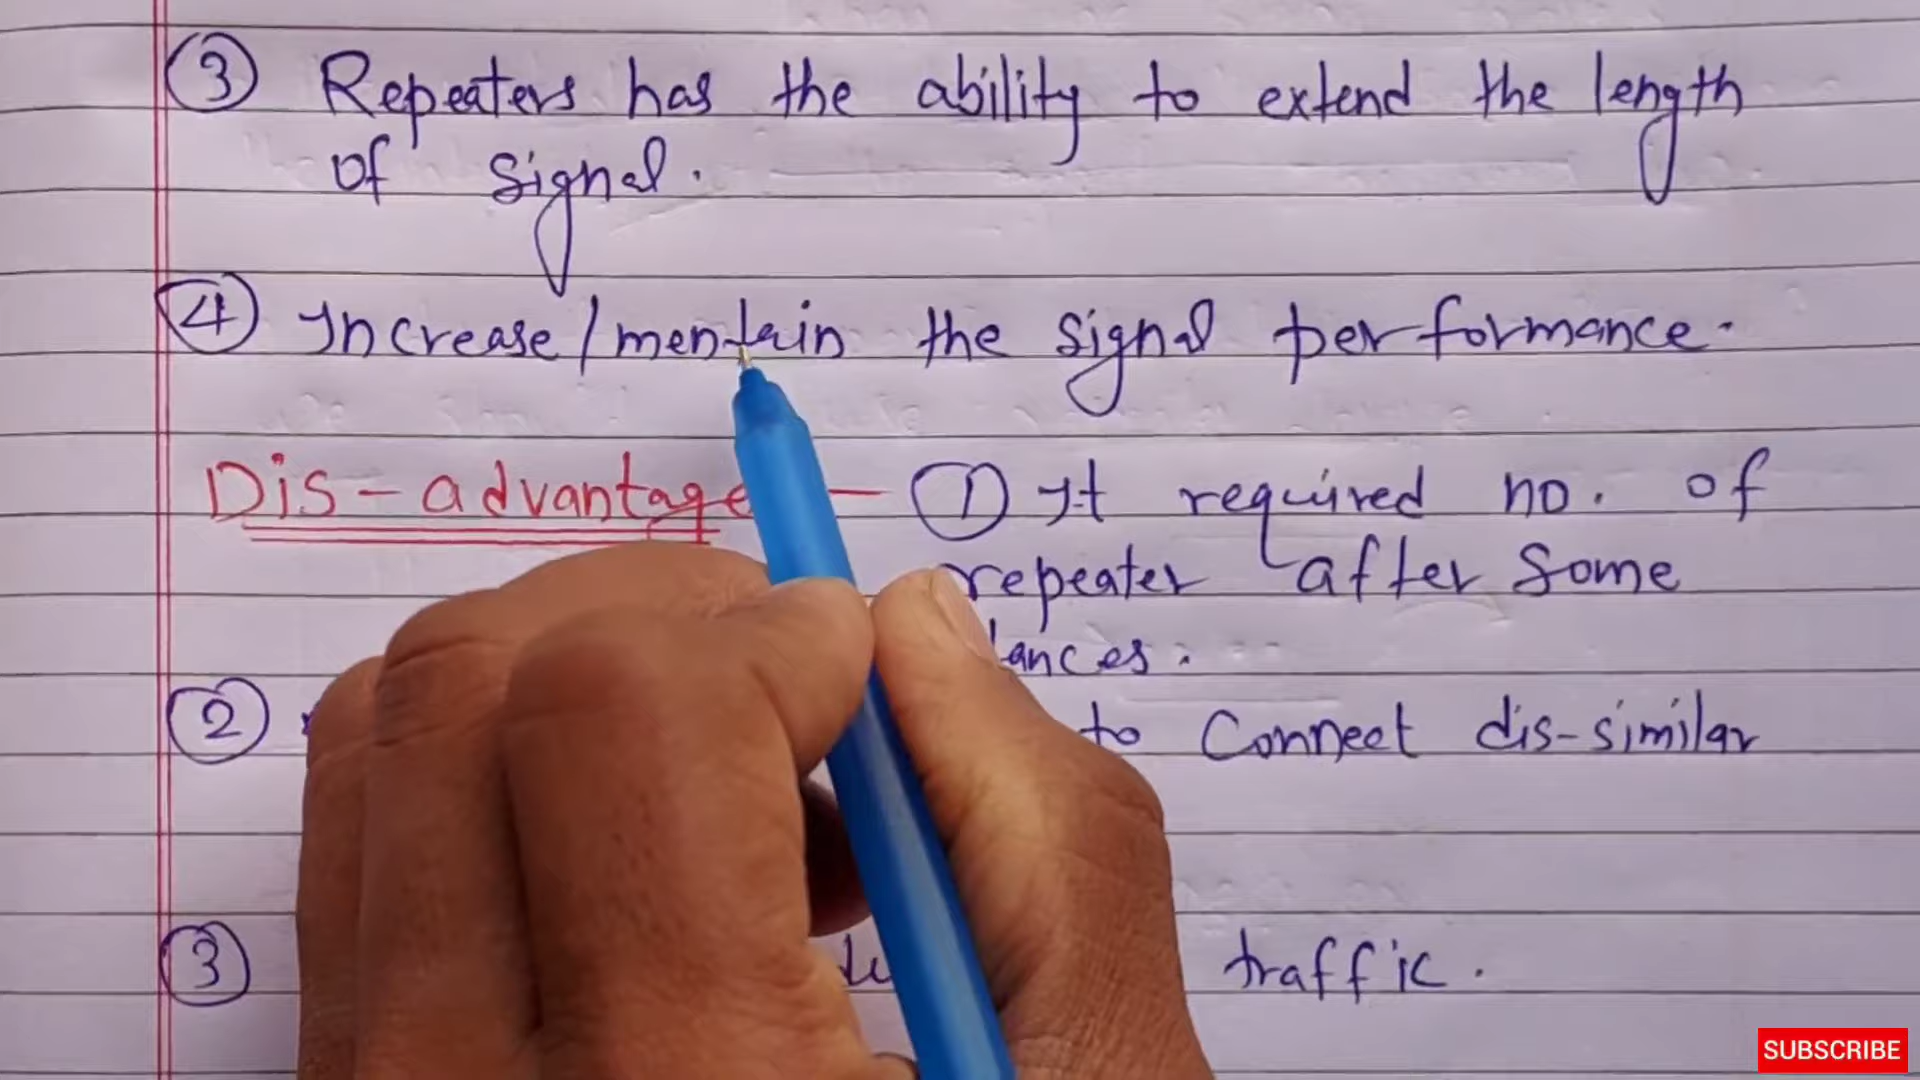 ③ Repeaters has the ability to extend the length
of signal.
④ Increase/mentain the signal performance.
Dis-advantage — ① It required no. of
repeater after some
② to Connect dis-similar
③ traffic.
SUBSCRIBE